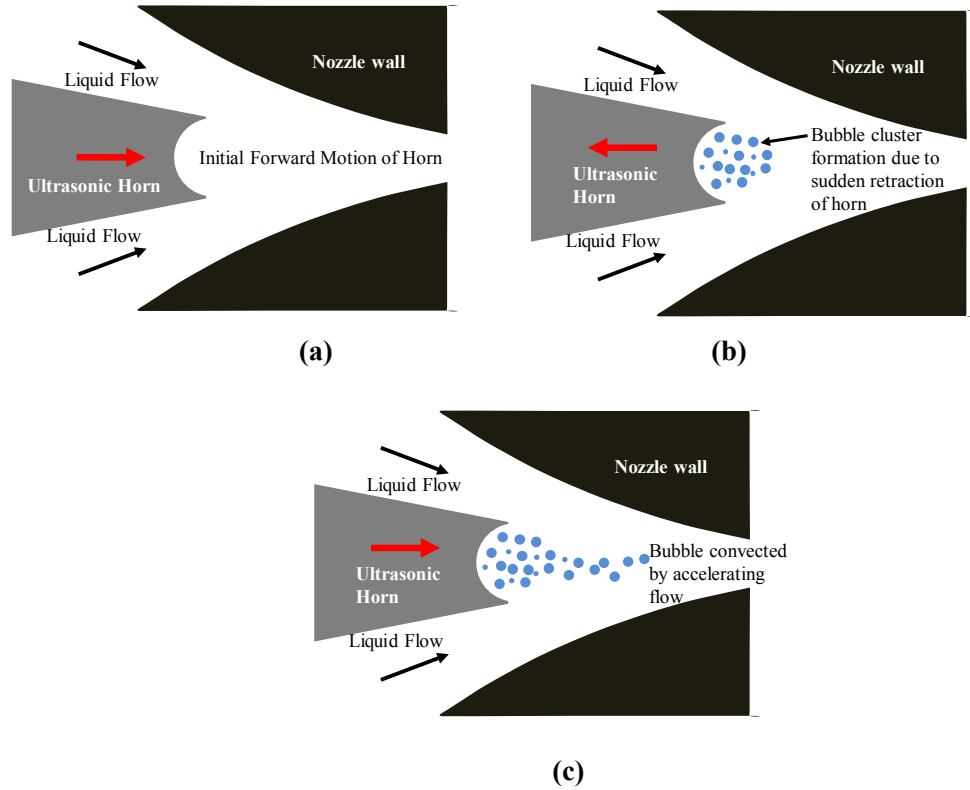 Nozzle wall
Liquid Flow
Initial Forward Motion of Horn
Ultrasonic Horn
Liquid Flow
(a)
Nozzle wall
Liquid Flow
Bubble cluster
formation due to
sudden retraction
of horn
Ultrasonic
Horn
Liquid Flow
(b)
Nozzle wall
Liquid Flow
Bubble convected
by accelerating
flow
Ultrasonic
Horn
Liquid Flow
(c)